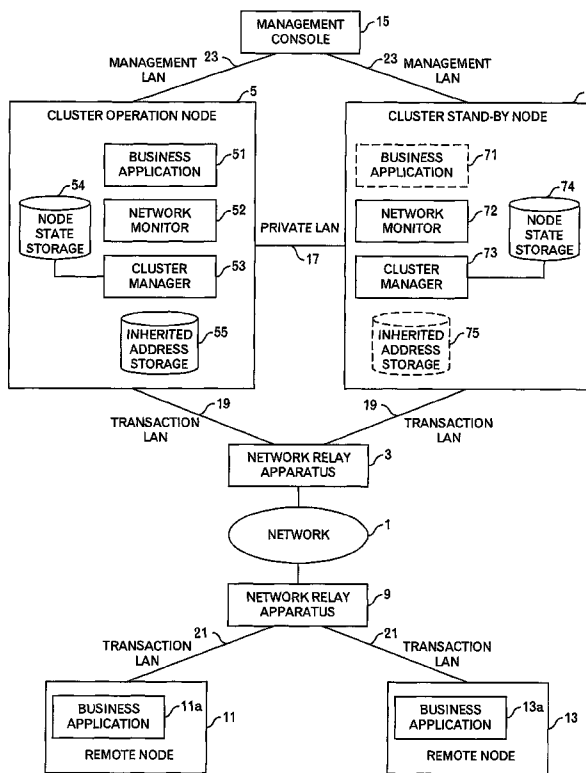 MANAGEMENT
CONSOLE
15
23
23
MANAGEMENT
LAN
MANAGEMENT
LAN
5
CLUSTER OPERATION NODE
CLUSTER STAND-BY NODE
BUSINESS
APPLICATION
51
BUSINESS
APPLICATION
71
54
NODE
STATE
STORAGE
NETWORK
MONITOR
52
NETWORK
MONITOR
72
74
NODE
STATE
STORAGE
PRIVATE LAN
17
CLUSTER
MANAGER
53
CLUSTER
MANAGER
73
INHERITED
ADDRESS
STORAGE
55
INHERITED
ADDRESS
STORAGE
75
19
19
TRANSACTION
LAN
TRANSACTION
LAN
NETWORK RELAY
APPARATUS
3
NETWORK
1
NETWORK RELAY
APPARATUS
9
TRANSACTION
LAN
21
21
TRANSACTION
LAN
BUSINESS
APPLICATION
11a
11
REMOTE NODE
BUSINESS
APPLICATION
13a
13
REMOTE NODE